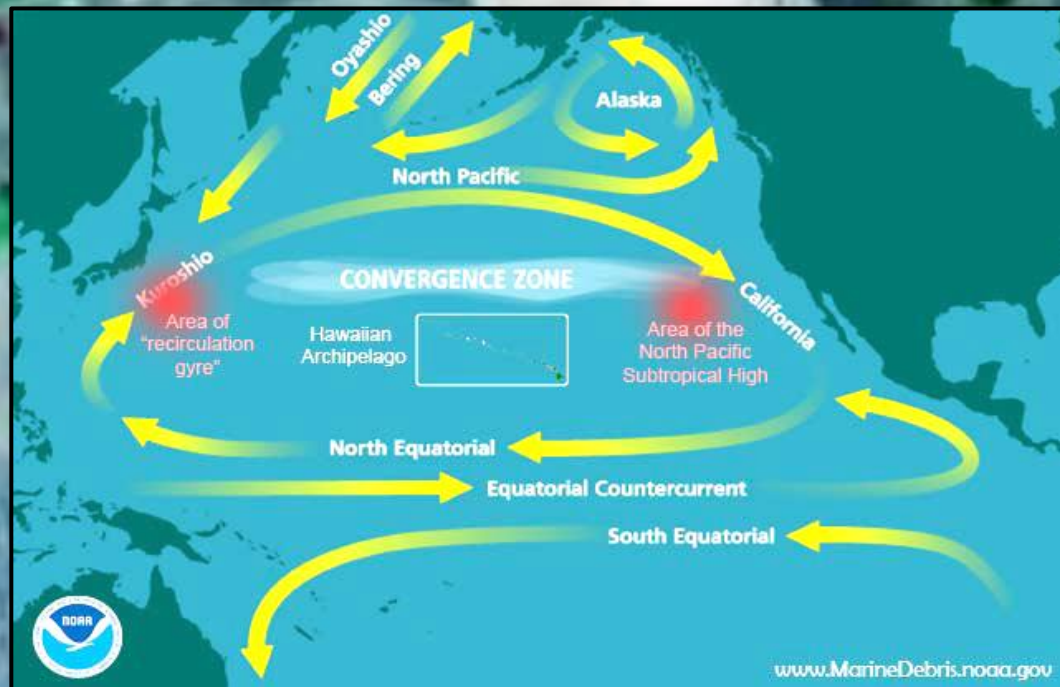 Oyashio
Bering
Alaska
North Pacific
Kuroshio
CONVERGENCE ZONE
California
Area of
"recirculation
gyre"
Hawaiian
Archipelago
Area of the
North Pacific
Subtropical High
North Equatorial
Equatorial Countercurrent
South Equatorial
NOAA
www.MarineDebris.noaa.gov